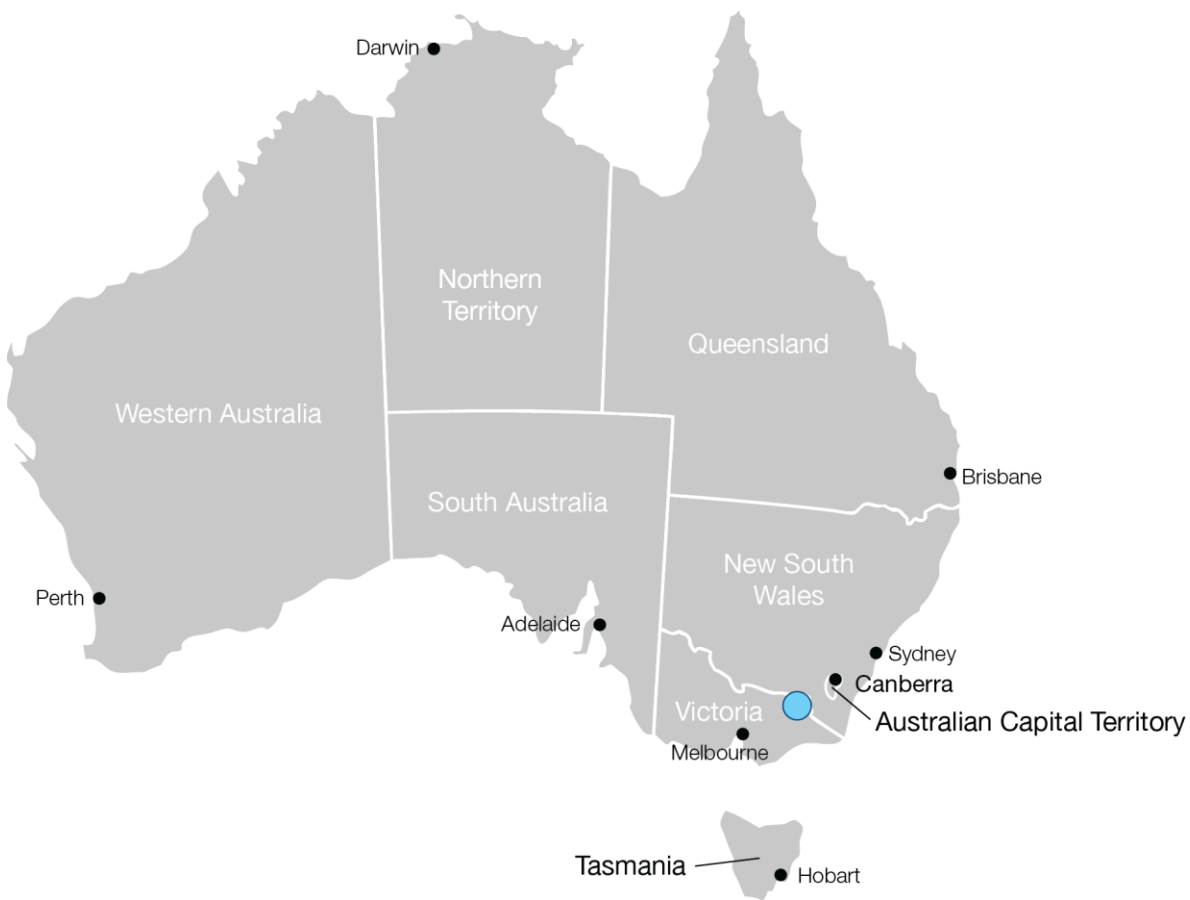 Darwin
Northern
Territory
Queensland
Western Australia
Brisbane
South Australia
New South
Wales
Perth
Adelaide
Sydney
Canberra
Victoria
Australian Capital Territory
Melbourne
Tasmania
Hobart